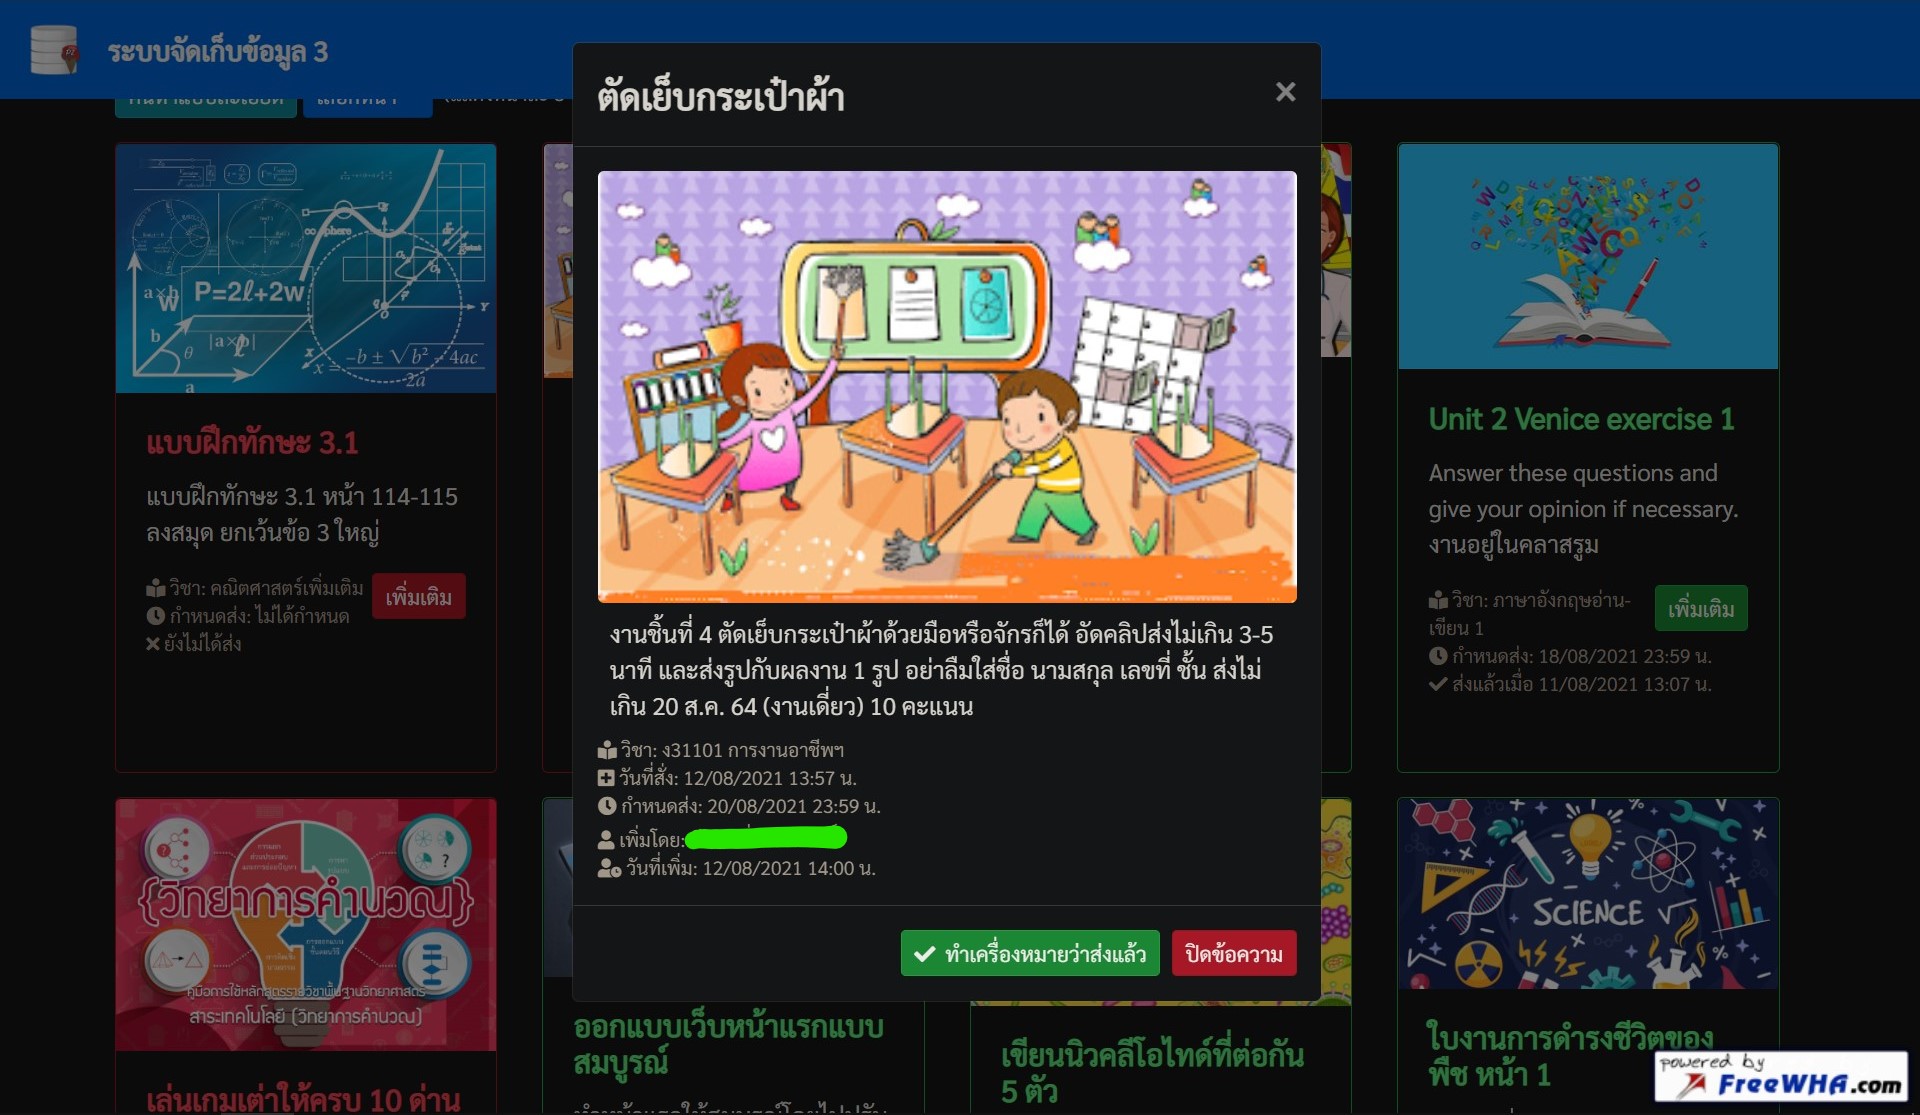 ระบบจัดเก็บข้อมูล 3
ตัดเย็บกระเป๋าผ้า
งานชิ้นที่ 4 ตัดเย็บกระเป๋าผ้าด้วยมือหรือจักรก็ได้ อัดคลิปส่งไม่เกิน 3-5
นาที และส่งรูปกับผลงาน 1 รูป อย่าลืมใส่ชื่อ นามสกุล เลขที่ ชั้น ส่งไม่
เกิน 20 ส.ค. 64 (งานเดี่ยว) 10 คะแนน
วิชา: ง31101 การงานอาชีพฯ
วันที่สั่ง: 12/08/2021 13:57 น.
กำหนดส่ง: 20/08/2021 23:59 น.
เพิ่มโดย:
วันที่เพิ่ม: 12/08/2021 14:00 น.
ทำเครื่องหมายว่าส่งแล้ว
ปิดข้อความ
P=2ℓ+2w
แบบฝึกทักษะ 3.1
แบบฝึกทักษะ 3.1 หน้า 114-115
ลงสมุด ยกเว้นข้อ 3 ใหญ่
วิชา: คณิตศาสตร์เพิ่มเติม
กำหนดส่ง: ไม่ได้กำหนด
ยังไม่ได้ส่ง
เพิ่มเติม
Unit 2 Venice exercise 1
Answer these questions and
give your opinion if necessary.
งานอยู่ในคลาสรูม
วิชา: ภาษาอังกฤษอ่าน-
เขียน 1
กำหนดส่ง: 18/08/2021 23:59 น.
ส่งแล้วเมื่อ 11/08/2021 13:07 น.
เพิ่มเติม
{วิทยาการคำนวณ}
คู่มือการใช้หลักสูตรรายวิชาพื้นฐานวิทยาศาสตร์
สาระเทคโนโลยี (วิทยาการคำนวณ)
เล่นเกมเต่าให้ครบ 10 ด่าน
ออกแบบเว็บหน้าแรกแบบ
สมบูรณ์
เขียนนิวคลีโอไทด์ที่ต่อกัน
5 ตัว
SCIENCE
ใบงานการดำรงชีวิตของ
พืช หน้า 1
powered by
FreeWHA.com